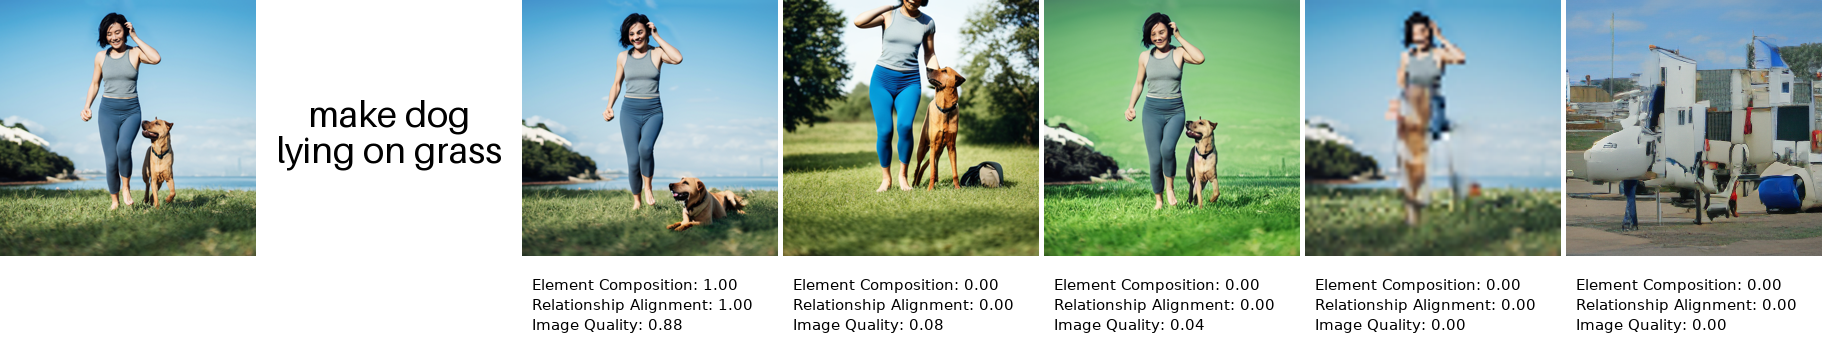 make dog
lying on grass
Element Composition: 1.00
Relationship Alignment: 1.00
Image Quality: 0.88
Element Composition: 0.00
Relationship Alignment: 0.00
Image Quality: 0.08
Element Composition: 0.00
Relationship Alignment: 0.00
Image Quality: 0.04
Element Composition: 0.00
Relationship Alignment: 0.00
Image Quality: 0.00
Element Composition: 0.00
Relationship Alignment: 0.00
Image Quality: 0.00